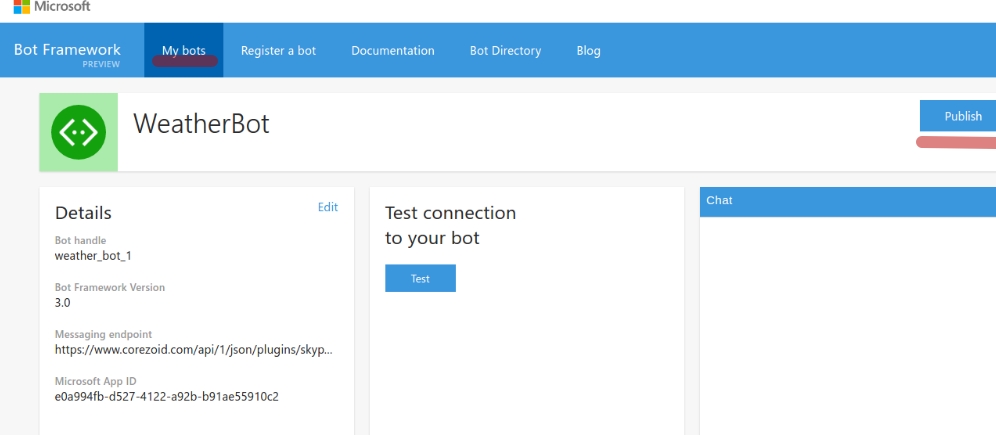 Microsoft
Bot Framework
PREVIEW
My bots
Register a bot
Documentation
Bot Directory
Blog
WeatherBot
Publish
Details
Edit
Bot handle
weather_bot_1
Bot Framework Version
3.0
Messaging endpoint
https://www.corezoid.com/api/1/json/plugins/skyp...
Microsoft App ID
e0a994fb-d527-4122-a92b-b91ae55910c2
Test connection
to your bot
Test
Chat